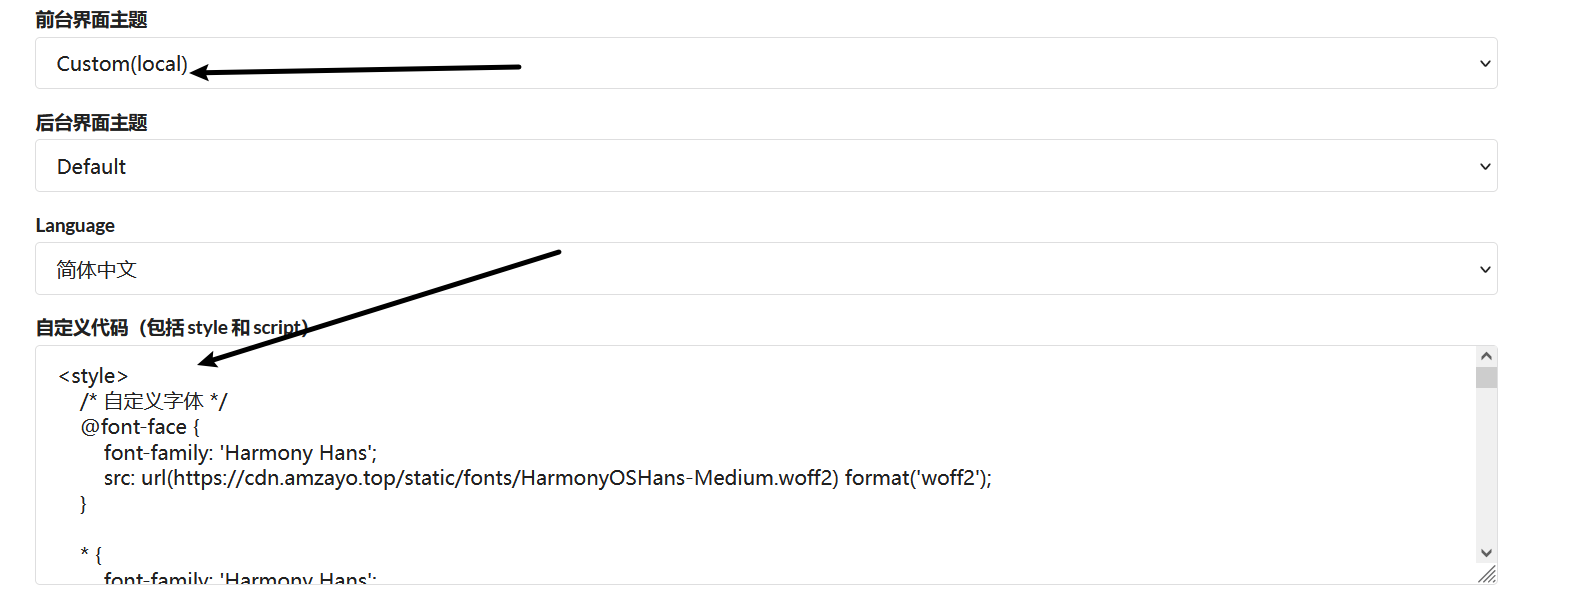 前台界面主题
Custom(local)
后台界面主题
Default
Language
简体中文
自定义代码（包括 style 和 script）
<style>
/* 自定义字体 */
@font-face {
font-family: 'Harmony Hans';
src: url(https://cdn.amzayo.top/static/fonts/HarmonyOSHans-Medium.woff2) format('woff2');
}
* {
font-family: 'Harmony Hans';